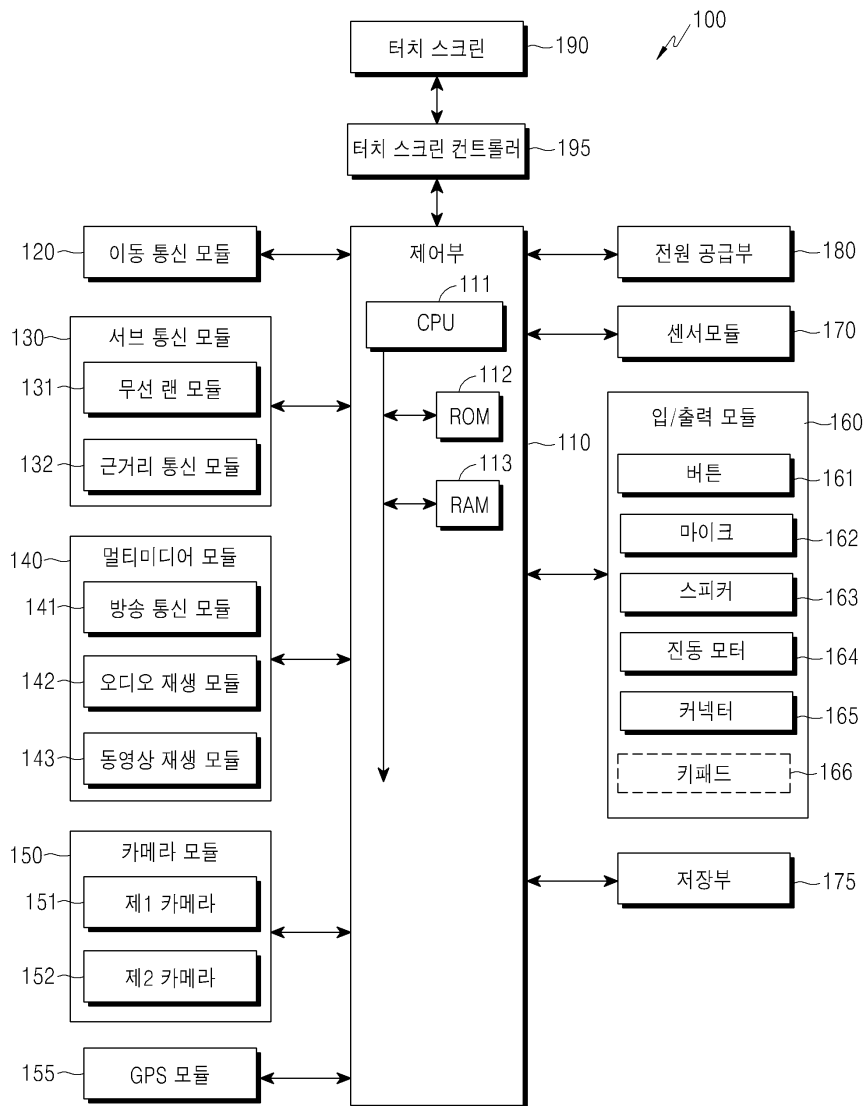 100
터치 스크린
190
터치 스크린 컨트롤러
195
120
이동 통신 모듈
제어부
전원 공급부
180
111
CPU
센서모듈
170
130
서브 통신 모듈
131
무선 랜 모듈
132
근거리 통신 모듈
112
ROM
110
113
RAM
입/출력 모듈
160
버튼
161
마이크
162
스피커
163
진동 모터
164
커넥터
165
키패드
166
140
멀티미디어 모듈
141
방송 통신 모듈
142
오디오 재생 모듈
143
동영상 재생 모듈
150
카메라 모듈
151
제1 카메라
152
제2 카메라
저장부
175
155
GPS 모듈